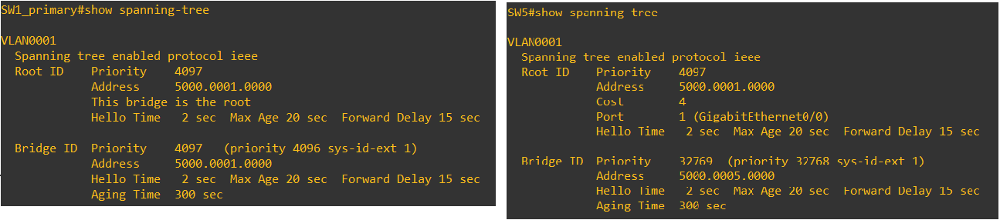 SW1_primary#show spanning-tree
VLAN0001
Spanning tree enabled protocol ieee
Root ID Priority 4097
Address 5000.0001.0000
This bridge is the root
Hello Time 2 sec Max Age 20 sec Forward Delay 15 sec
Bridge ID Priority 4097 (priority 4096 sys-id-ext 1)
Address 5000.0001.0000
Hello Time 2 sec Max Age 20 sec Forward Delay 15 sec
Aging Time 300 sec
SW5#show spanning tree
VLAN0001
Spanning tree enabled protocol ieee
Root ID Priority 4097
Address 5000.0001.0000
Cost 4
Port 1 (GigabitEthernet0/0)
Hello Time 2 sec Max Age 20 sec Forward Delay 15 sec
Bridge ID Priority 32769 (priority 32768 sys-id-ext 1)
Address 5000.0005.0000
Hello Time 2 sec Max Age 20 sec Forward Delay 15 sec
Aging Time 300 sec